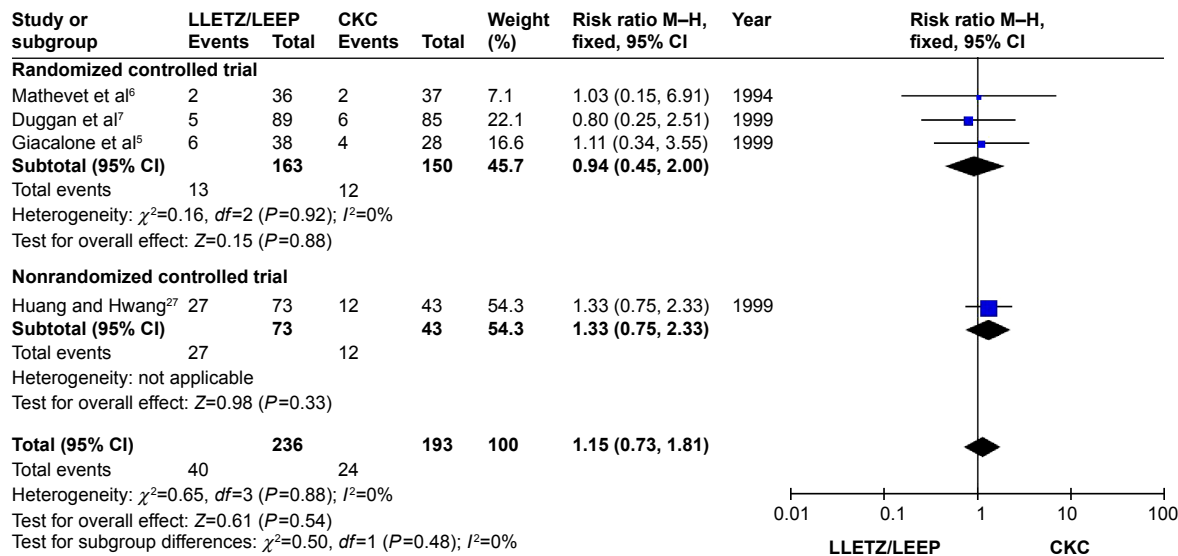 Study or subgroup LLETZ/LEEP CKC Weight (%) Risk ratio M–H, fixed, 95% CI Year Risk ratio M–H, fixed, 95% CI
Events Total Events Total
Randomized controlled trial
Mathevet et al⁶ 2 36 2 37 7.1 1.03 (0.15, 6.91) 1994
Duggan et al⁷ 5 89 6 85 22.1 0.80 (0.25, 2.51) 1999
Giacalone et al⁵ 6 38 4 28 16.6 1.11 (0.34, 3.55) 1999
Subtotal (95% CI) 163 150 45.7 0.94 (0.45, 2.00)
Total events 13 12
Heterogeneity: χ²=0.16, df=2 (P=0.92); I²=0%
Test for overall effect: Z=0.15 (P=0.88)
Nonrandomized controlled trial
Huang and Hwang²⁷ 27 73 12 43 54.3 1.33 (0.75, 2.33) 1999
Subtotal (95% CI) 73 43 54.3 1.33 (0.75, 2.33)
Total events 27 12
Heterogeneity: not applicable
Test for overall effect: Z=0.98 (P=0.33)
Total (95% CI) 236 193 100 1.15 (0.73, 1.81)
Total events 40 24
Heterogeneity: χ²=0.65, df=3 (P=0.88); I²=0%
Test for overall effect: Z=0.61 (P=0.54)
Test for subgroup differences: χ²=0.50, df=1 (P=0.48); I²=0%
0.01 0.1 1 10 100
LLETZ/LEEP CKC